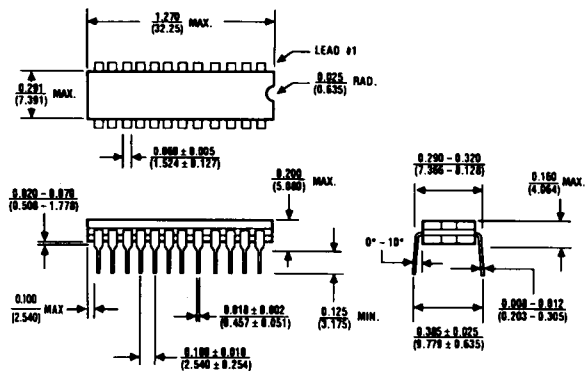 1.270
(32.25) MAX.
LEAD #1
0.291
(7.391) MAX.
0.025
(0.635) RAD.
0.060 ± 0.005
(1.524 ± 0.127)
0.200
(5.080) MAX.
0.290 – 0.320
(7.366 – 8.128)
0.160
(4.064) MAX.
0.020 – 0.070
(0.508 – 1.778)
0° – 10°
0.100
(2.540) MAX
0.018 ± 0.002
(0.457 ± 0.051)
0.125
(3.175) MIN.
0.008 – 0.012
(0.203 – 0.305)
0.100 ± 0.010
(2.540 ± 0.254)
0.385 ± 0.025
(9.779 ± 0.635)